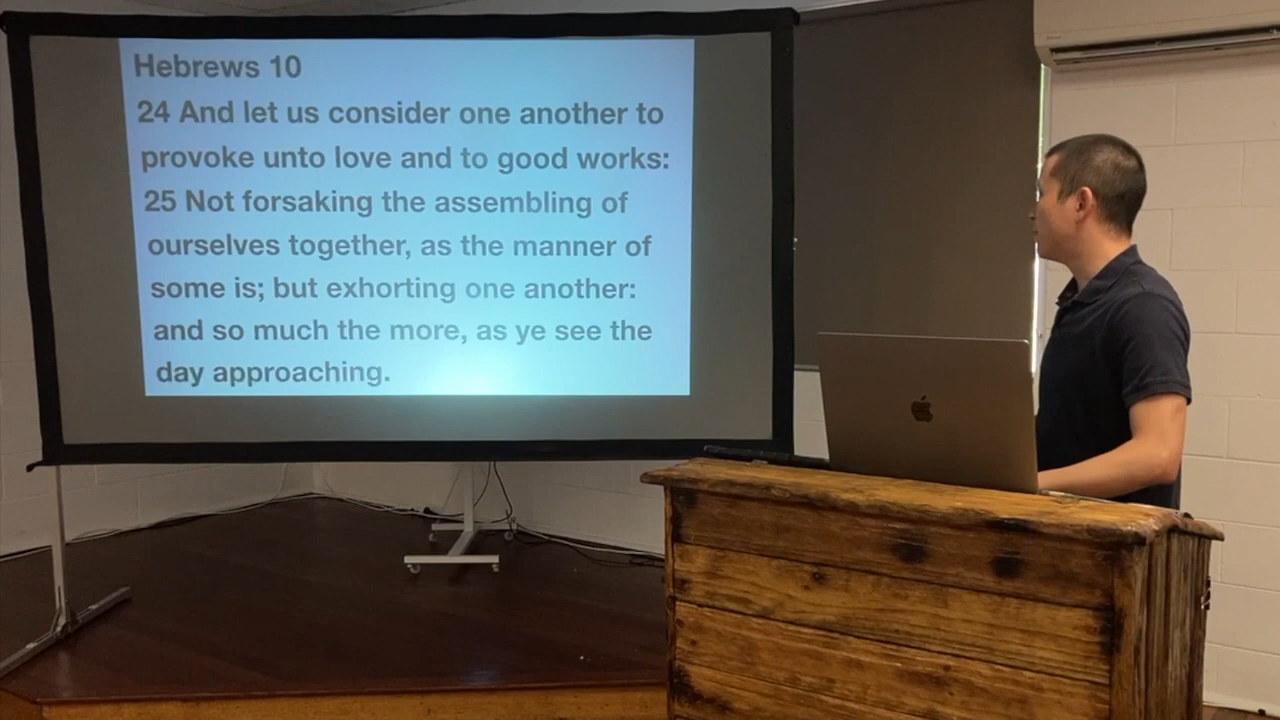 Hebrews 10
24 And let us consider one another to
provoke unto love and to good works:
25 Not forsaking the assembling of
ourselves together, as the manner of
some is; but exhorting one another:
and so much the more, as ye see the
day approaching.